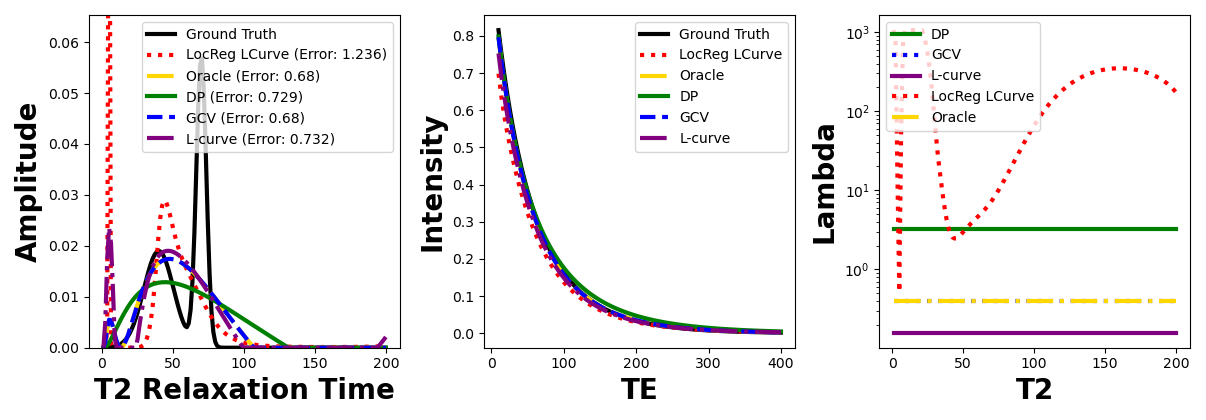 Amplitude
0.06
0.05
0.04
0.03
0.02
0.01
0.00
0 50 100 150 200
T2 Relaxation Time
Ground Truth
LocReg LCurve (Error: 1.236)
Oracle (Error: 0.68)
DP (Error: 0.729)
GCV (Error: 0.68)
L-curve (Error: 0.732)
Intensity
0.8
0.7
0.6
0.5
0.4
0.3
0.2
0.1
0.0
0 100 200 300 400
TE
Ground Truth
LocReg LCurve
Oracle
DP
GCV
L-curve
Lambda
10³
10²
10¹
10⁰
0 50 100 150 200
T2
DP
GCV
L-curve
LocReg LCurve
Oracle